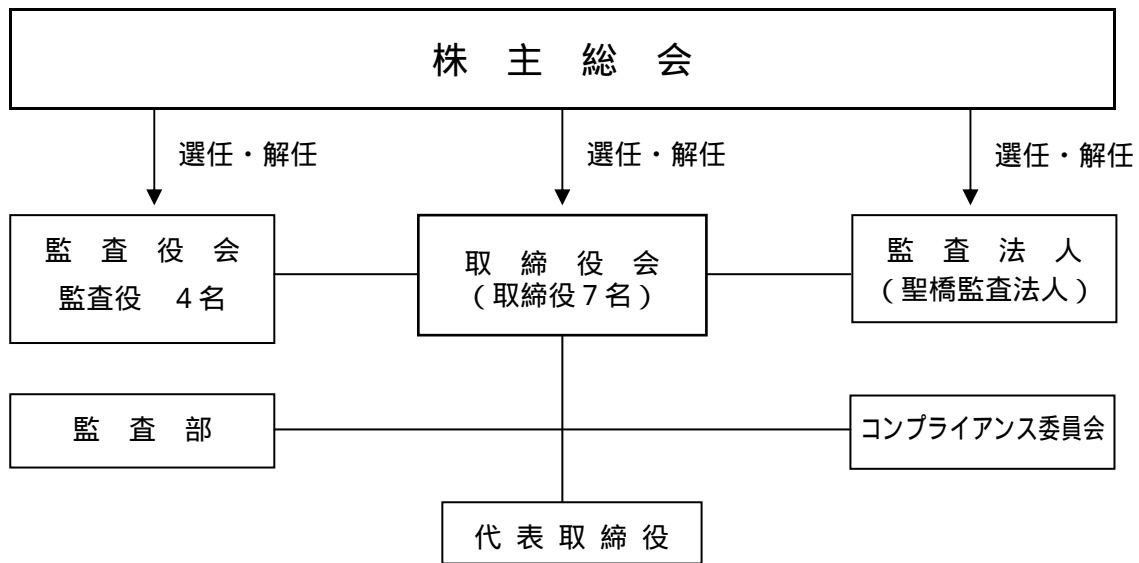 株 主 総 会
選任・解任
選任・解任
選任・解任
監 査 役 会
監査役 4名
取 締 役 会
(取締役7名)
監 査 法 人
(聖橋監査法人)
監 査 部
コンプライアンス委員会
代 表 取 締 役